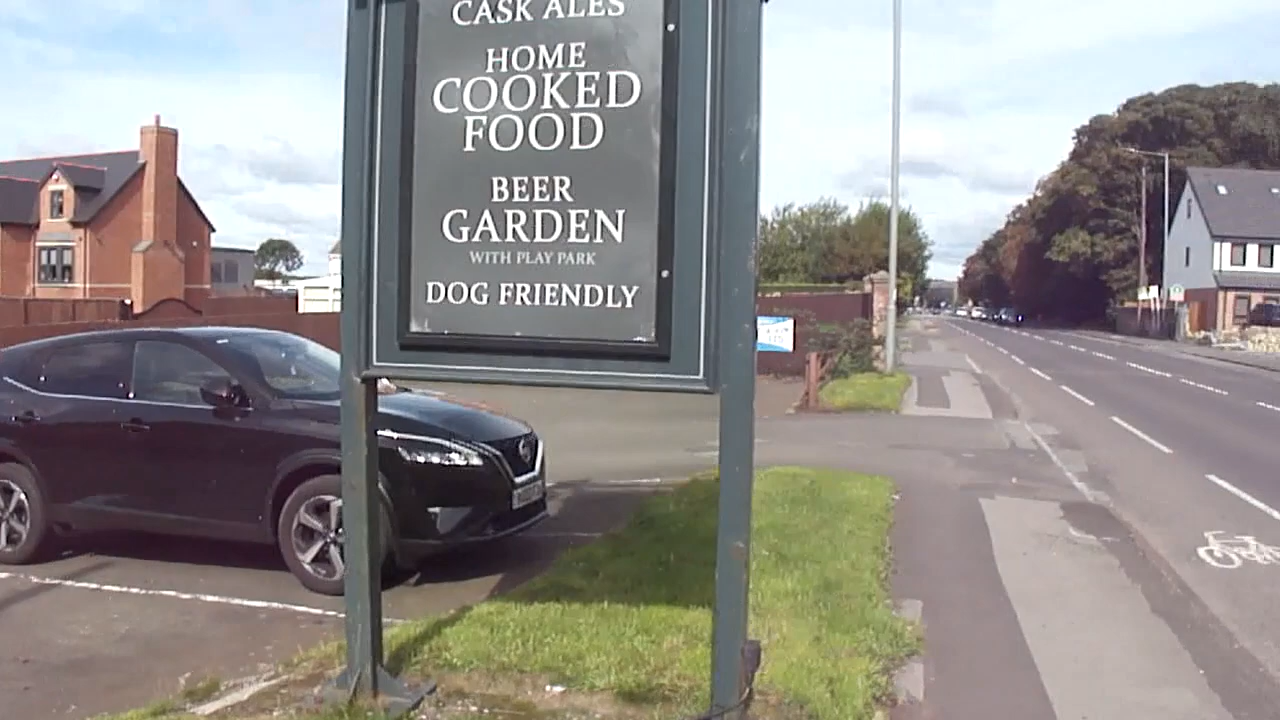 CASK ALES
HOME
COOKED
FOOD
BEER
GARDEN
WITH PLAY PARK
DOG FRIENDLY